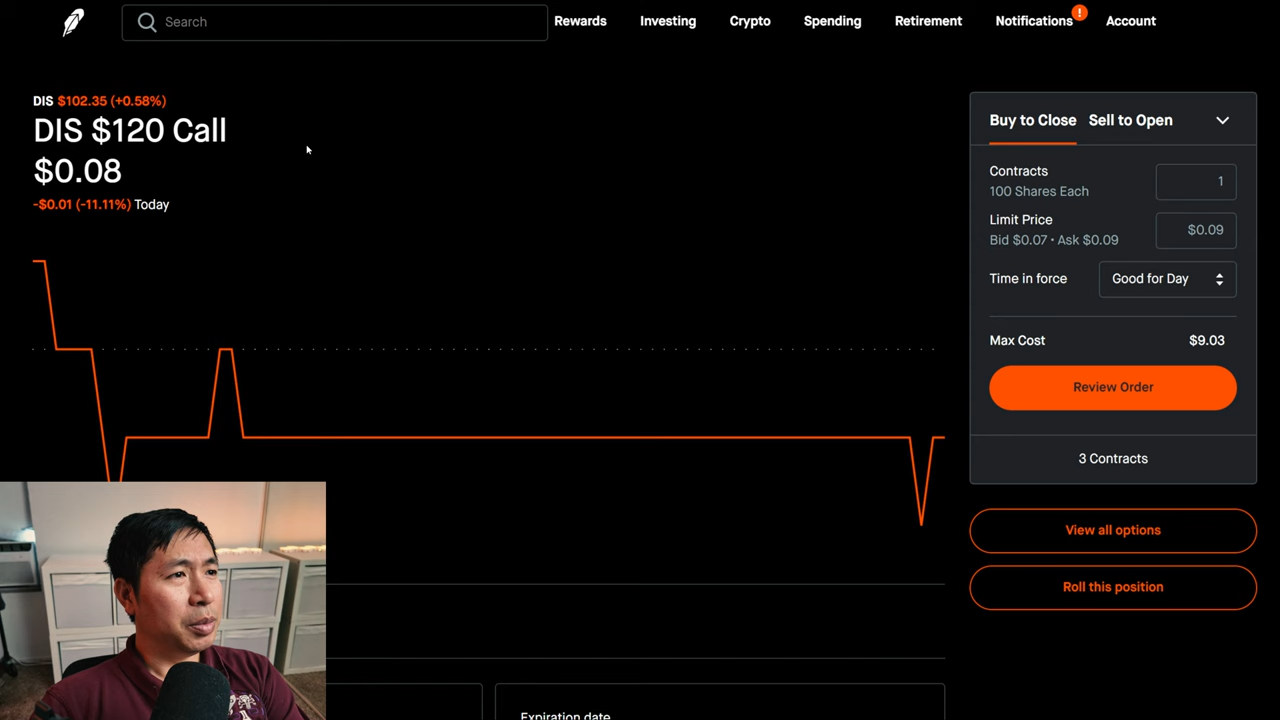 Search
Rewards
Investing
Crypto
Spending
Retirement
Notifications
!
Account
DIS $102.35 (+0.58%)
DIS $120 Call
$0.08
-$0.01 (-11.11%) Today
Buy to Close
Sell to Open
Contracts
100 Shares Each
1
Limit Price
Bid $0.07 • Ask $0.09
$0.09
Time in force
Good for Day
Max Cost
$9.03
Review Order
3 Contracts
View all options
Roll this position
Expiration date